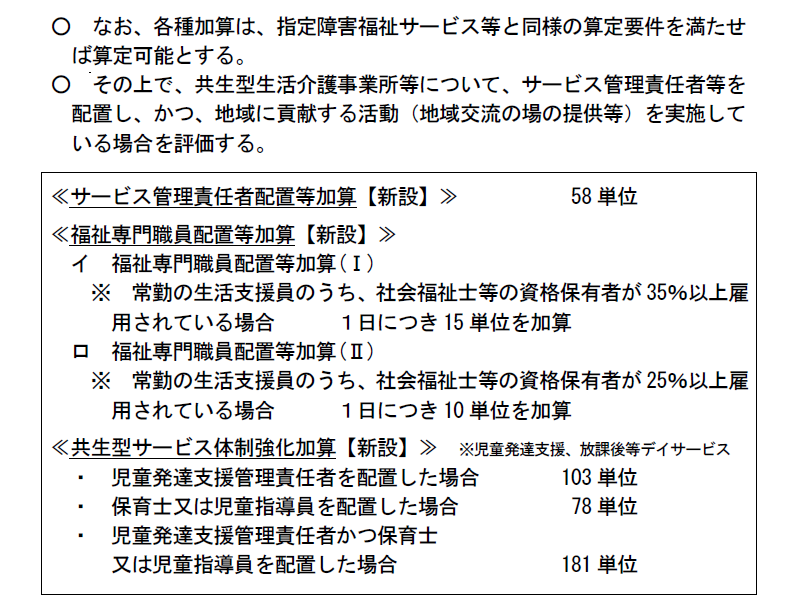 ○　なお、各種加算は、指定障害福祉サービス等と同様の算定要件を満たせ
ば算定可能とする。
○　その上で、共生型生活介護事業所等について、サービス管理責任者等を
配置し、かつ、地域に貢献する活動（地域交流の場の提供等）を実施して
いる場合を評価する。
≪サービス管理責任者配置等加算【新設】≫　58 単位
≪福祉専門職員配置等加算【新設】≫
イ　福祉専門職員配置等加算(Ⅰ)
※　常勤の生活支援員のうち、社会福祉士等の資格保有者が 35％以上雇
用されている場合　１日につき 15 単位を加算
ロ　福祉専門職員配置等加算(Ⅱ)
※　常勤の生活支援員のうち、社会福祉士等の資格保有者が 25％以上雇
用されている場合　１日につき 10 単位を加算
≪共生型サービス体制強化加算【新設】≫　※児童発達支援、放課後等デイサービス
・　児童発達支援管理責任者を配置した場合　103 単位
・　保育士又は児童指導員を配置した場合　78 単位
・　児童発達支援管理責任者かつ保育士
又は児童指導員を配置した場合　181 単位